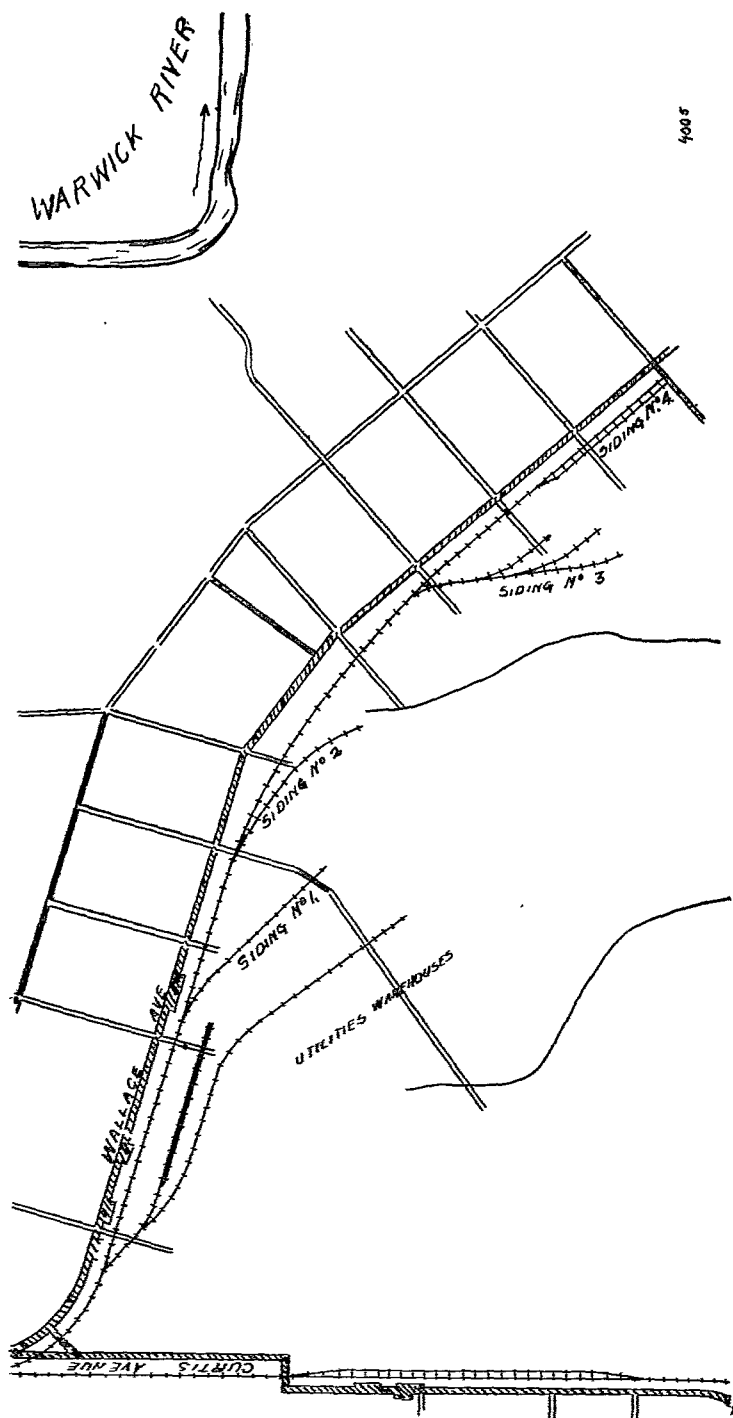 WARWICK RIVER
4005
SIDING Nº 4
SIDING Nº 3
SIDING Nº 2
SIDING Nº 1
UTILITIES WAREHOUSES
WALLACE AVE
CURTIS AVENUE